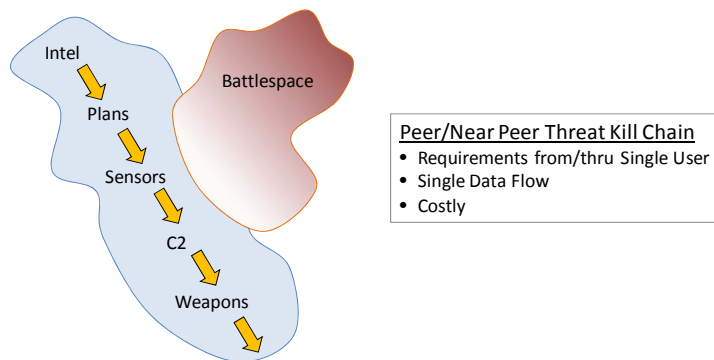 Intel
Plans
Sensors
C2
Weapons
Battlespace
Peer/Near Peer Threat Kill Chain
• Requirements from/thru Single User
• Single Data Flow
• Costly